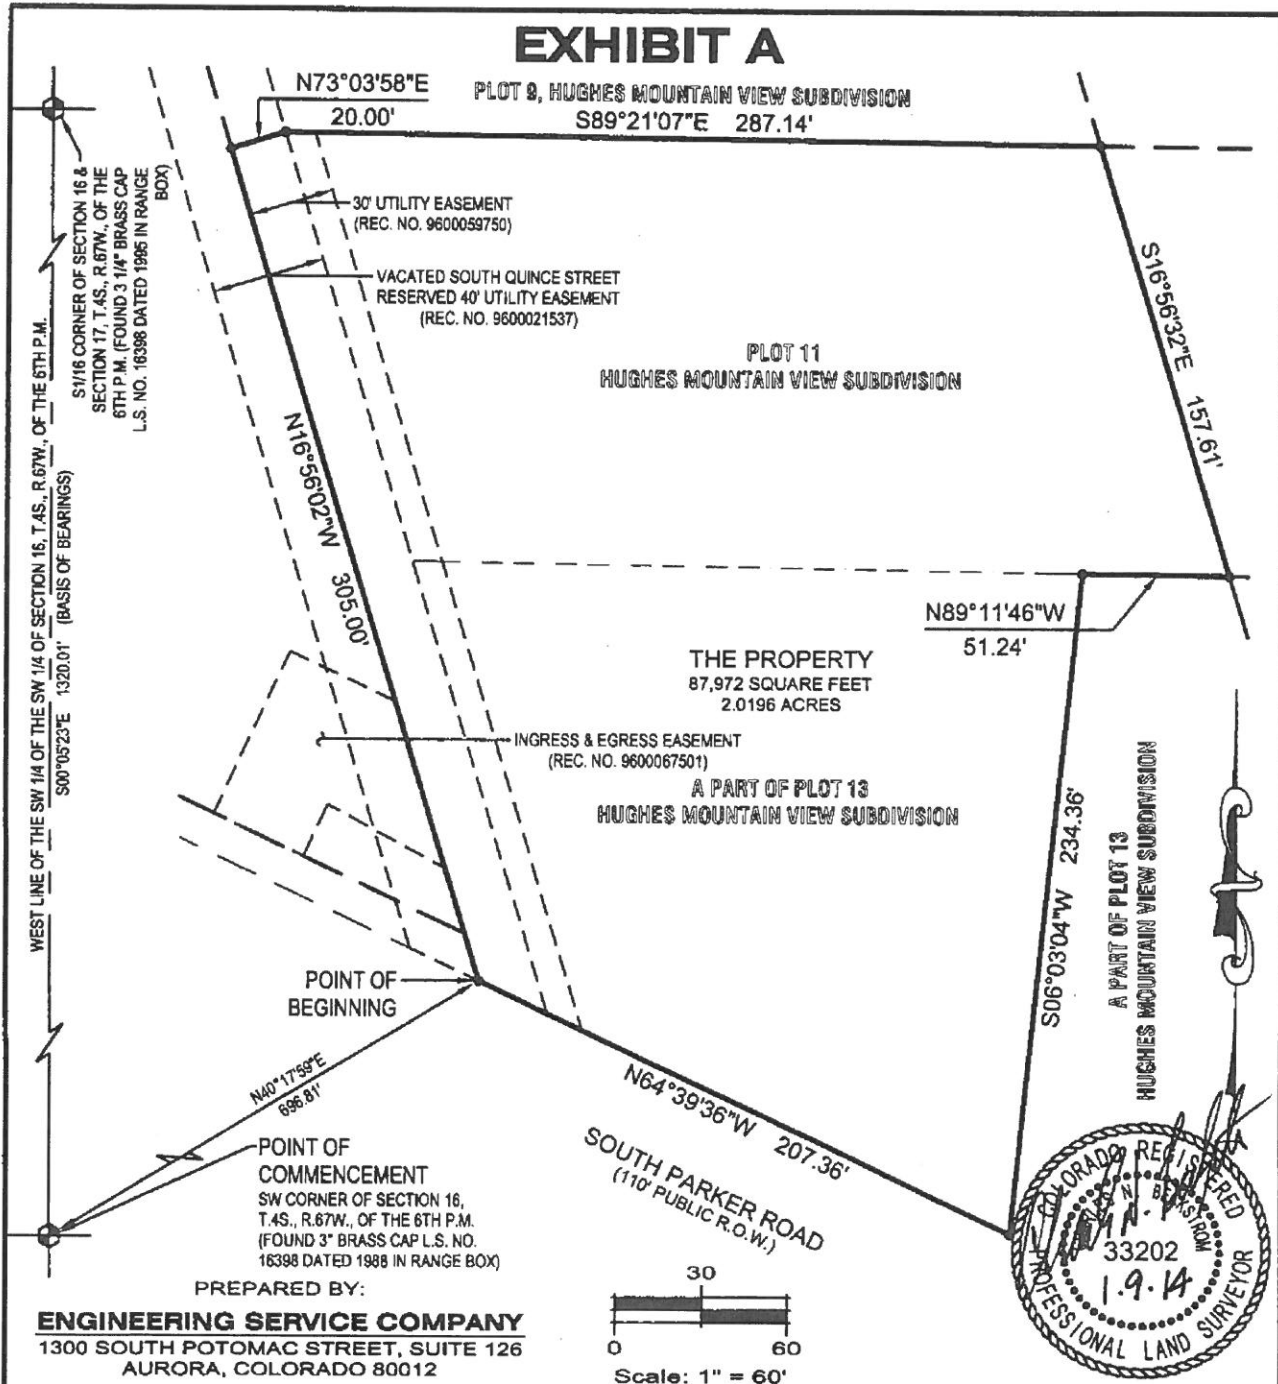 EXHIBIT A
N73°03'58"E
20.00'
PLOT 9, HUGHES MOUNTAIN VIEW SUBDIVISION
S89°21'07"E 287.14'
S1/16 CORNER OF SECTION 16 &
SECTION 17, T.4S., R.67W., OF THE
6TH P.M. (FOUND 3 1/4" BRASS CAP
L.S. NO. 16398 DATED 1995 IN RANGE
BOX)
30' UTILITY EASEMENT
(REC. NO. 9600059750)
VACATED SOUTH QUINCE STREET
RESERVED 40' UTILITY EASEMENT
(REC. NO. 9600021537)
S16°56'32"E 157.61'
PLOT 11
HUGHES MOUNTAIN VIEW SUBDIVISION
WEST LINE OF THE SW 1/4 OF THE SW 1/4 OF SECTION 16, T.4S., R.67W., OF THE 6TH P.M.
S00°05'23"E 1320.01' (BASIS OF BEARINGS)
N16°56'02"W 305.00'
N89°11'46"W
51.24'
THE PROPERTY
87,972 SQUARE FEET
2.0196 ACRES
INGRESS & EGRESS EASEMENT
(REC. NO. 9600067501)
A PART OF PLOT 13
HUGHES MOUNTAIN VIEW SUBDIVISION
S06°03'04"W 234.36'
A PART OF PLOT 13
HUGHES MOUNTAIN VIEW SUBDIVISION
POINT OF
BEGINNING
N40°17'59"E
696.81'
N64°39'36"W 207.36'
SOUTH PARKER ROAD
(110' PUBLIC R.O.W.)
POINT OF
COMMENCEMENT
SW CORNER OF SECTION 16,
T.4S., R.67W., OF THE 6TH P.M.
(FOUND 3" BRASS CAP L.S. NO.
16398 DATED 1988 IN RANGE BOX)
COLORADO REGISTERED
N. BECKSTROM
33202
1.9.14
PROFESSIONAL LAND SURVEYOR
PREPARED BY:
ENGINEERING SERVICE COMPANY
1300 SOUTH POTOMAC STREET, SUITE 126
AURORA, COLORADO 80012
30
0 60
Scale: 1" = 60'